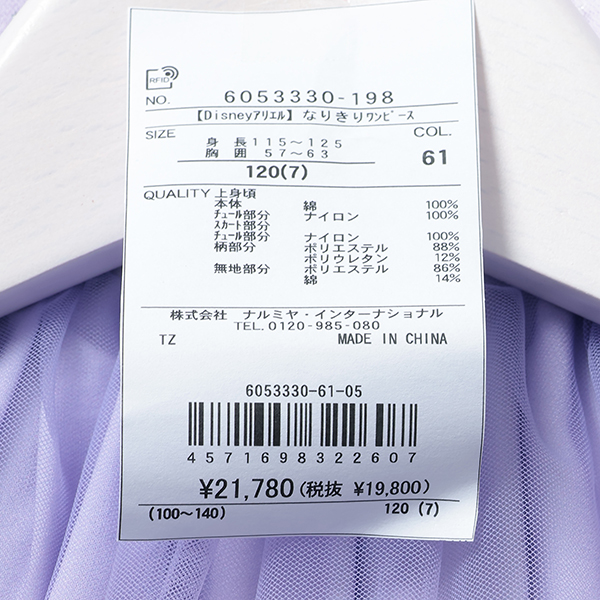 RFID
NO. 6053330-198
【Disneyアリエル】なりきりワンピース
SIZE COL.
身長115～125
胸囲 57～63
61
120(7)
QUALITY 上身頃
本体 綿 100%
チュール部分 ナイロン 100%
スカート部分
チュール部分 ナイロン 100%
柄部分 ポリエステル 88%
ポリウレタン 12%
無地部分 ポリエステル 86%
綿 14%
株式会社 ナルミヤ・インターナショナル
TEL. 0120-985-080
TZ MADE IN CHINA
6053330-61-05
4571698322607
¥21,780(税抜 ¥19,800)
(100～140) 120 (7)